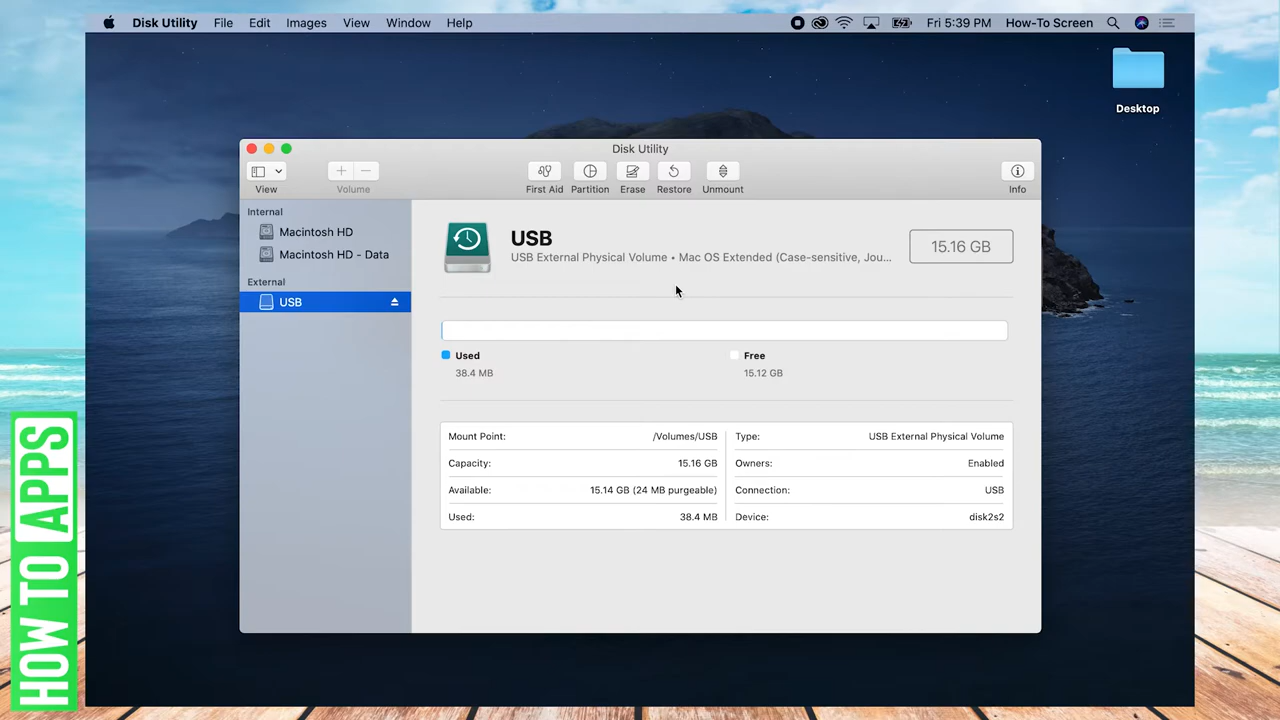 Disk Utility File Edit Images View Window Help Fri 5:39 PM How-To Screen
Desktop
Disk Utility
View Volume First Aid Partition Erase Restore Unmount Info
Internal
Macintosh HD
Macintosh HD - Data
External
USB
USB
USB External Physical Volume • Mac OS Extended (Case-sensitive, Jou...
15.16 GB
Used
38.4 MB
Free
15.12 GB
Mount Point: /Volumes/USB
Capacity: 15.16 GB
Available: 15.14 GB (24 MB purgeable)
Used: 38.4 MB
Type: USB External Physical Volume
Owners: Enabled
Connection: USB
Device: disk2s2
HOW TO APPS